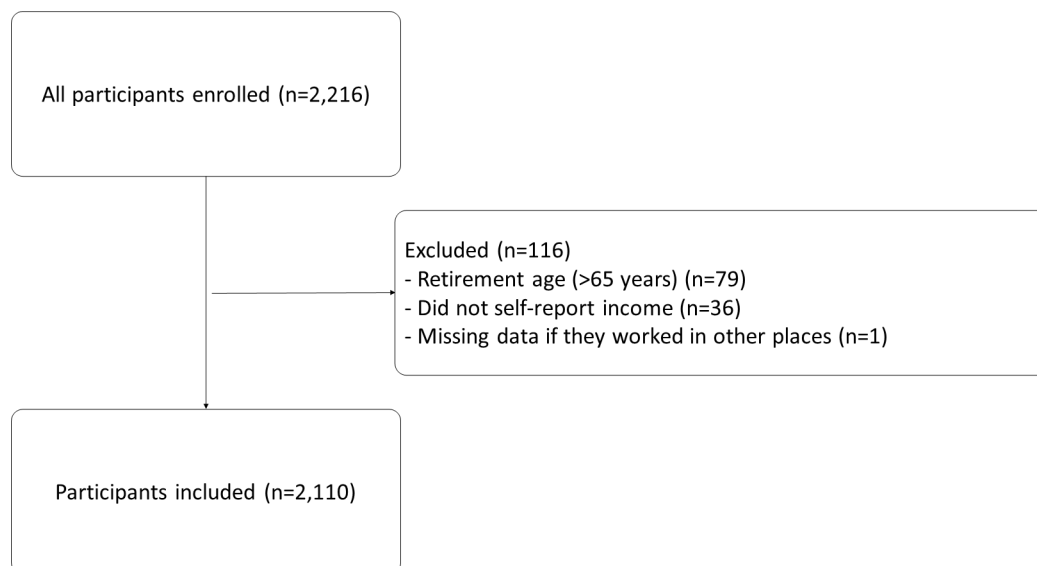 All participants enrolled (n=2,216)
Excluded (n=116)
- Retirement age (>65 years) (n=79)
- Did not self-report income (n=36)
- Missing data if they worked in other places (n=1)
Participants included (n=2,110)